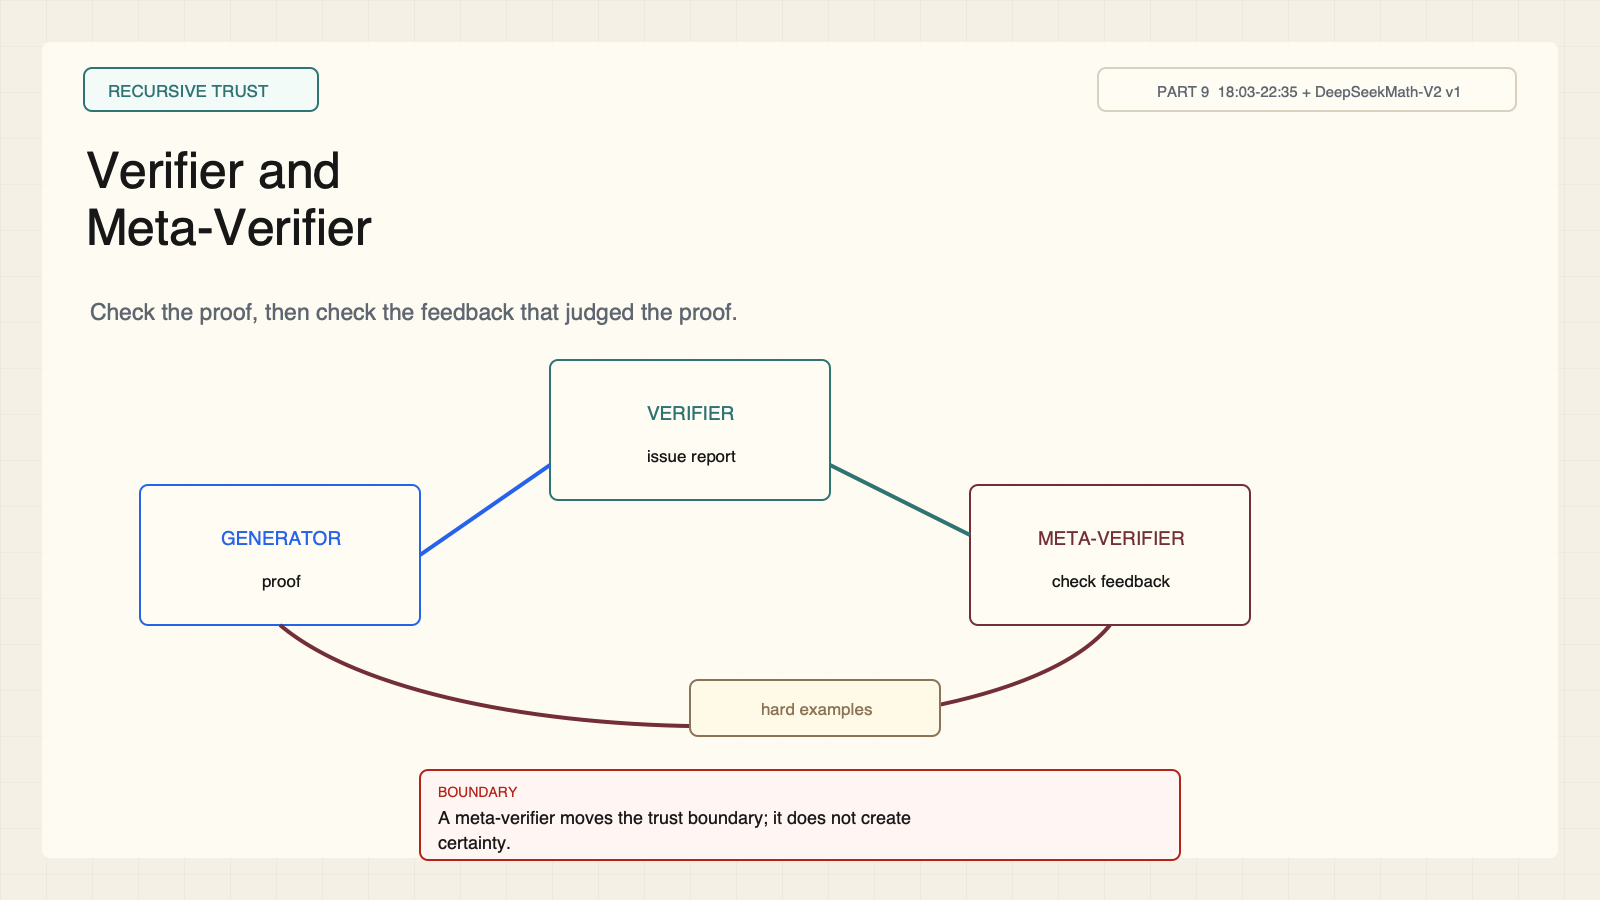 RECURSIVE TRUST
PART 9  18:03-22:35 + DeepSeekMath-V2 v1
Verifier and
Meta-Verifier
Check the proof, then check the feedback that judged the proof.
VERIFIER
issue report
GENERATOR
proof
META-VERIFIER
check feedback
hard examples
BOUNDARY
A meta-verifier moves the trust boundary; it does not create
certainty.